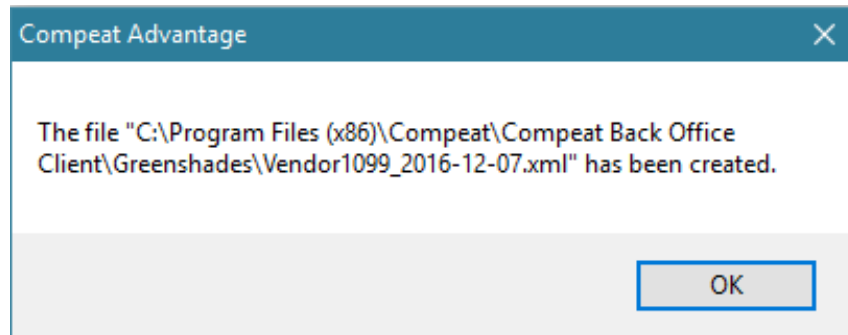 Compeat Advantage
The file "C:\Program Files (x86)\Compeat\Compeat Back Office
Client\Greenshades\Vendor1099_2016-12-07.xml" has been created.
OK